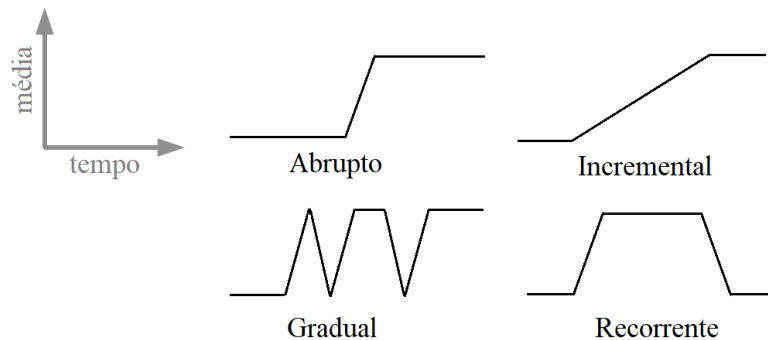 média
tempo
Abrupto
Incremental
Gradual
Recorrente